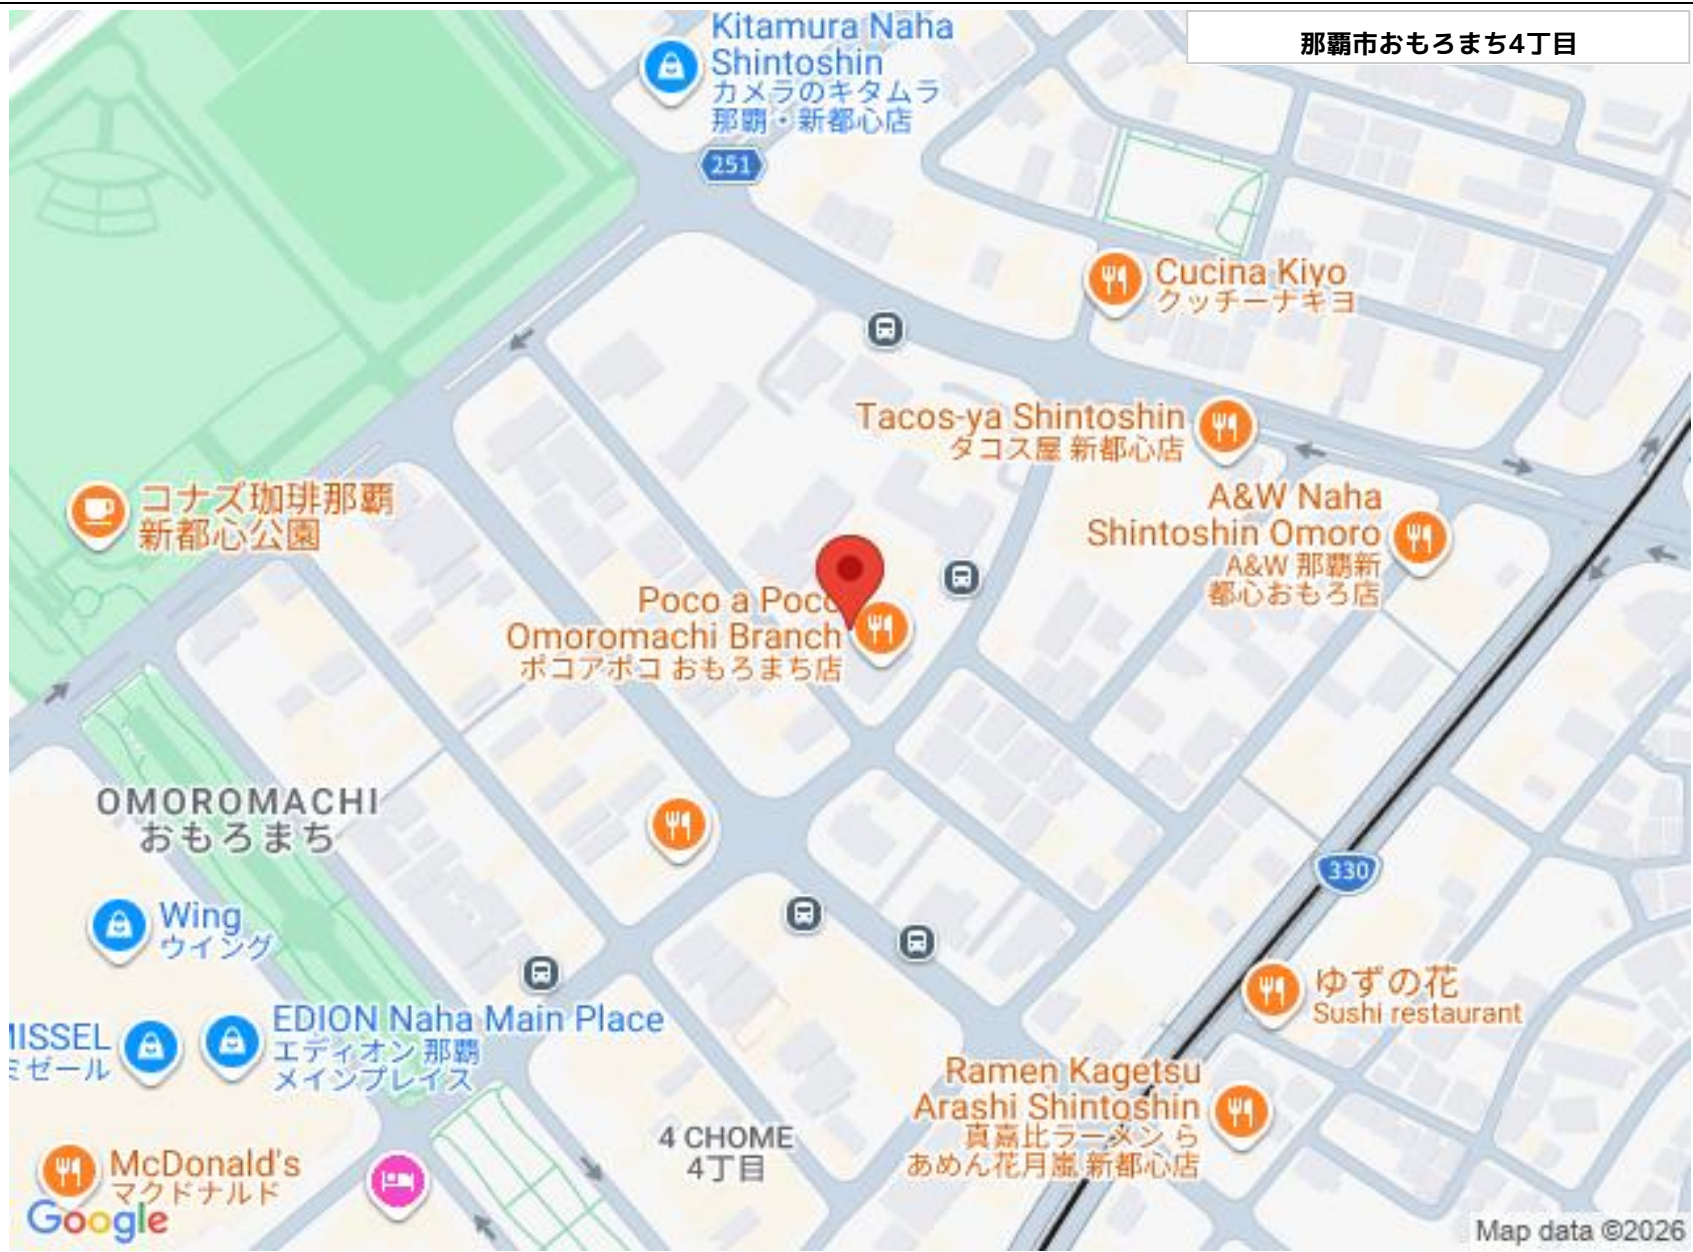 Kitamura Naha
Shintoshin
カメラのキタムラ
那覇・新都心店
那覇市おもろまち4丁目
251
Cucina Kiyo
クッチーナキヨ
Tacos-ya Shintoshin
タコス屋 新都心店
コナズ珈琲那覇
新都心公園
A&W Naha
Shintoshin Omoro
A&W 那覇新
都心おもろ店
Poco a Poco
Omoromachi Branch
ポコアポコ おもろまち店
OMOROMACHI
おもろまち
330
Wing
ウイング
ゆずの花
Sushi restaurant
EDION Naha Main Place
エディオン 那覇
メインプレイス
MISSEL
ミゼール
Ramen Kagetsu
Arashi Shintoshin
真嘉比ラーメン ら
あめん花月嵐 新都心店
4 CHOME
4丁目
McDonald's
マクドナルド
Google
Map data ©2026